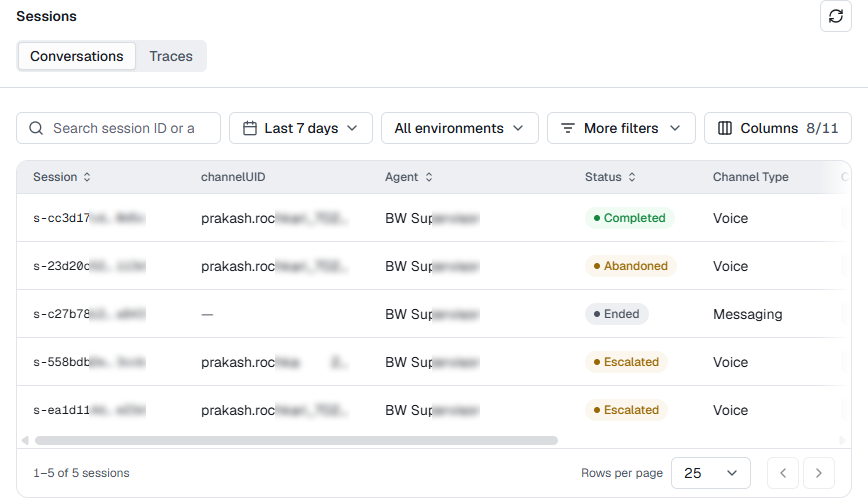 Sessions
Conversations Traces
Search session ID or a Last 7 days All environments More filters Columns 8/11
Session channelUID Agent Status Channel Type
s-cc3d17 prakash.roc BW Sup Completed Voice
s-23d20c prakash.roc BW Sup Abandoned Voice
s-c27b78 — BW Sup Ended Messaging
s-558bdb prakash.roc BW Sup Escalated Voice
s-ea1d11 prakash.roc BW Sup Escalated Voice
1–5 of 5 sessions Rows per page 25